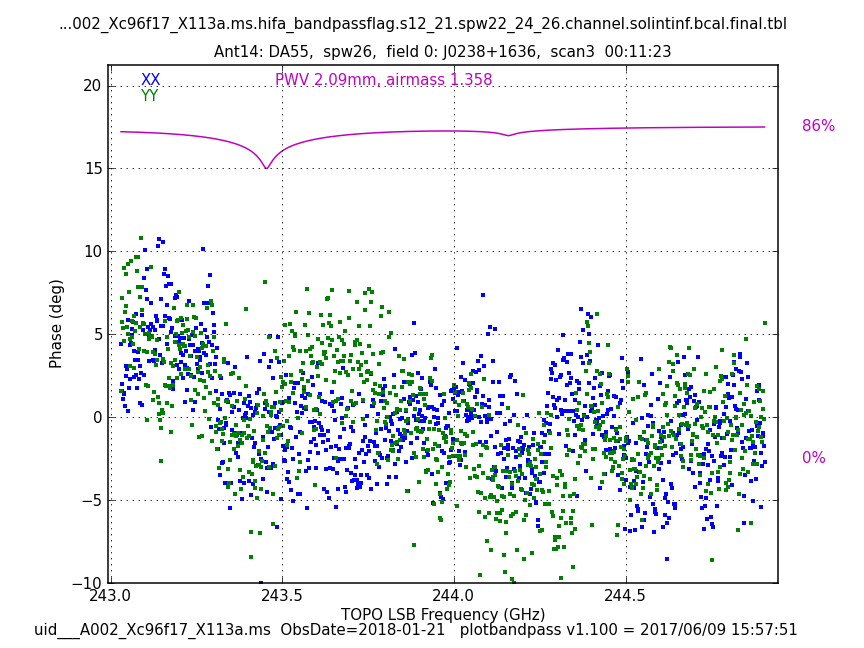 ...002_Xc96f17_X113a.ms.hifa_bandpassflag.s12_21.spw22_24_26.channel.solintinf.bcal.final.tbl
Ant14: DA55, spw26, field 0: J0238+1636, scan3 00:11:23
XX
PWV 2.09mm, airmass 1.358
YY
20
86%
15
10
5
Phase (deg)
0
0%
−5
−10
243.0 243.5 244.0 244.5
TOPO LSB Frequency (GHz)
uid___A002_Xc96f17_X113a.ms ObsDate=2018-01-21 plotbandpass v1.100 = 2017/06/09 15:57:51